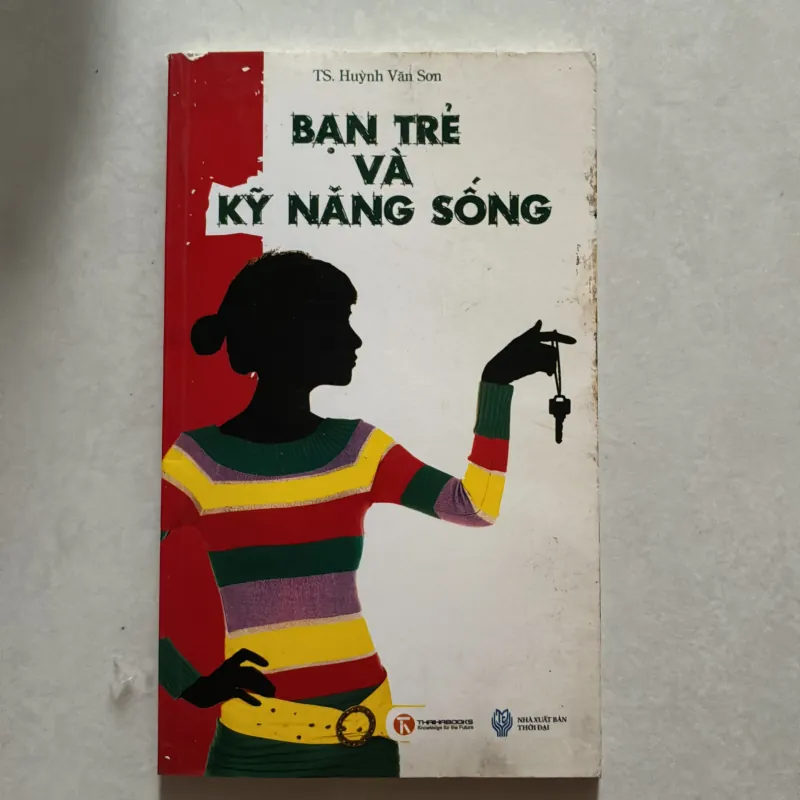 TS. Huỳnh Văn Sơn
BẠN TRẺ
VÀ
KỸ NĂNG SỐNG
THAIHABOOKS
Knowledge for the Future
NHÀ XUẤT BẢN
THỜI ĐẠI